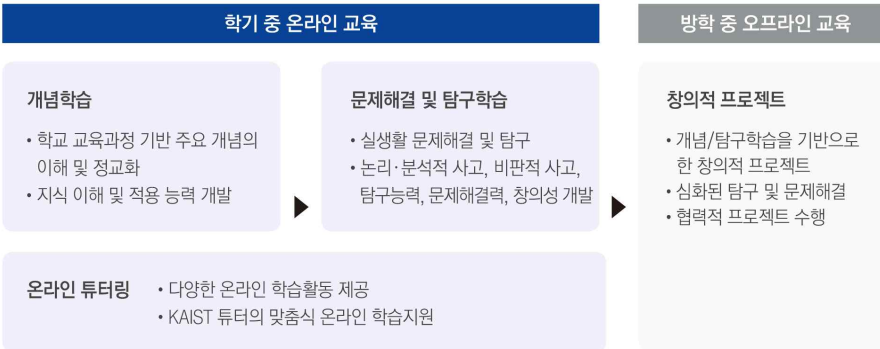 학기 중 온라인 교육
방학 중 오프라인 교육
개념학습
• 학교 교육과정 기반 주요 개념의
이해 및 정교화
• 지식 이해 및 적용 능력 개발
문제해결 및 탐구학습
• 실생활 문제해결 및 탐구
• 논리·분석적 사고, 비판적 사고,
탐구능력, 문제해결력, 창의성 개발
창의적 프로젝트
• 개념/탐구학습을 기반으로
한 창의적 프로젝트
• 심화된 탐구 및 문제해결
• 협력적 프로젝트 수행
온라인 튜터링 • 다양한 온라인 학습활동 제공
• KAIST 튜터의 맞춤식 온라인 학습지원